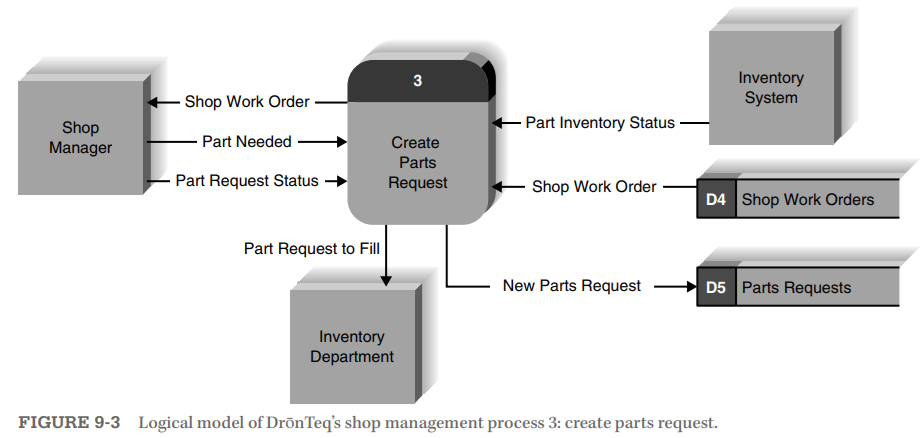 3
Inventory
System
Shop Work Order
Shop
Manager
Part Needed
Create
Parts
Request
Part Inventory Status
Part Request Status
Shop Work Order
D4 Shop Work Orders
Part Request to Fill
New Parts Request
D5 Parts Requests
Inventory
Department
FIGURE 9-3 Logical model of DrōnTeq's shop management process 3: create parts request.